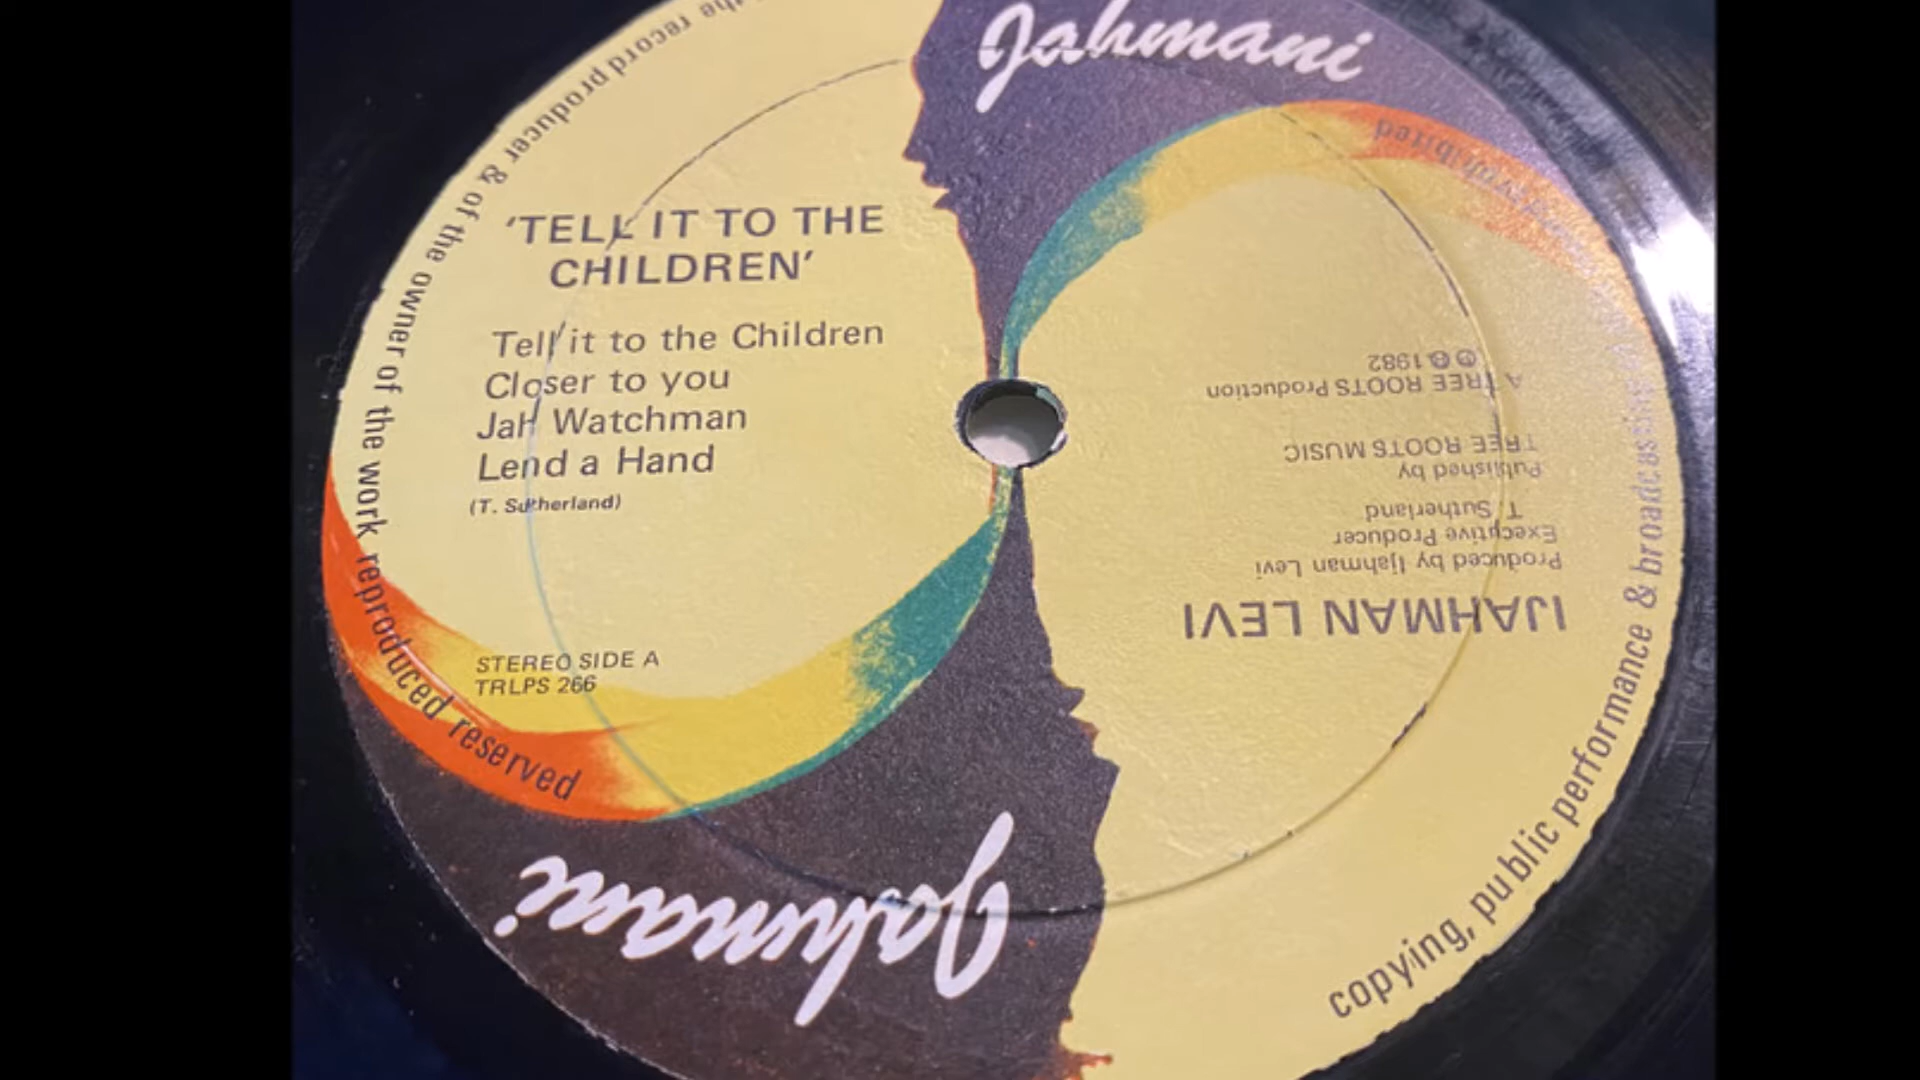 Jahmani
'TELL IT TO THE
CHILDREN'
Tell it to the Children
Closer to you
Jah Watchman
Lend a Hand
(T. Sutherland)
STEREO SIDE A
TRLPS 266
IJAHMAN LEVI
Produced by Ijahman Levi
Executive Producer
T. Sutherland
Published by
TREE ROOTS MUSIC
A TREE ROOTS Production
Ⓟ © 1982
Jahmani
the record producer & of the owner of the work reproduced reserved
copying, public performance & broadcasting
prohibited